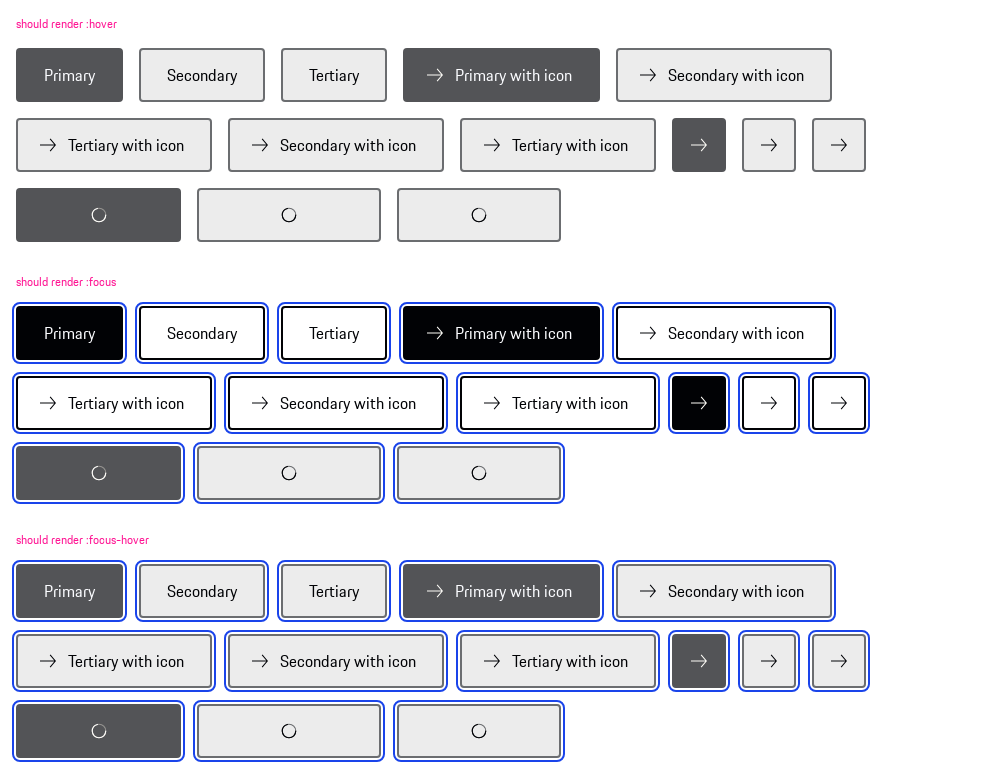 should render :hover
Primary Secondary Tertiary Primary with icon Secondary with icon
Tertiary with icon Secondary with icon Tertiary with icon
should render :focus
Primary Secondary Tertiary Primary with icon Secondary with icon
Tertiary with icon Secondary with icon Tertiary with icon
should render :focus-hover
Primary Secondary Tertiary Primary with icon Secondary with icon
Tertiary with icon Secondary with icon Tertiary with icon